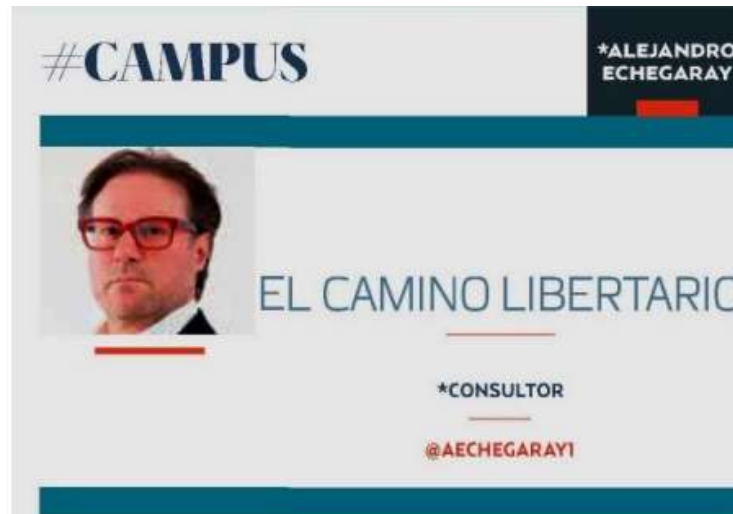 #CAMPUS
*ALEJANDRO
ECHEGARAY
EL CAMINO LIBERTARIO
*CONSULTOR
@AECHEGARAY1